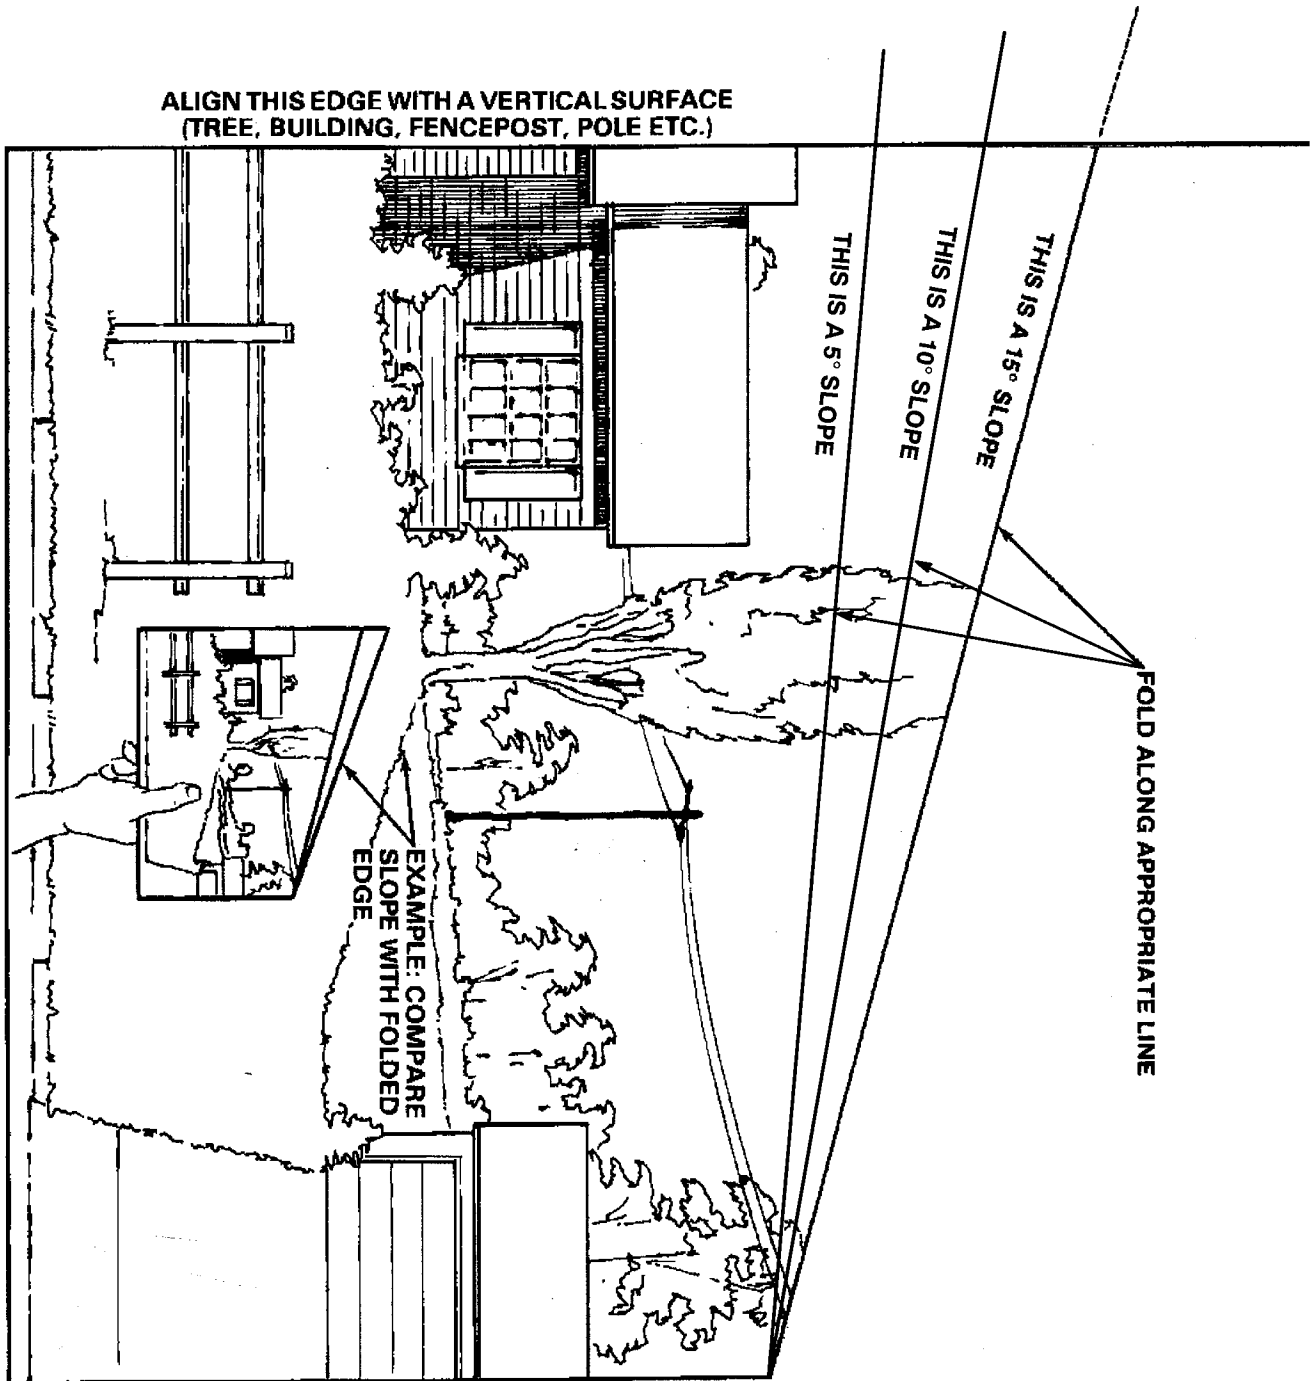 ALIGN THIS EDGE WITH A VERTICAL SURFACE
(TREE, BUILDING, FENCEPOST, POLE ETC.)
THIS IS A 15° SLOPE
THIS IS A 10° SLOPE
THIS IS A 5° SLOPE
FOLD ALONG APPROPRIATE LINE
EXAMPLE: COMPARE
SLOPE WITH FOLDED
EDGE